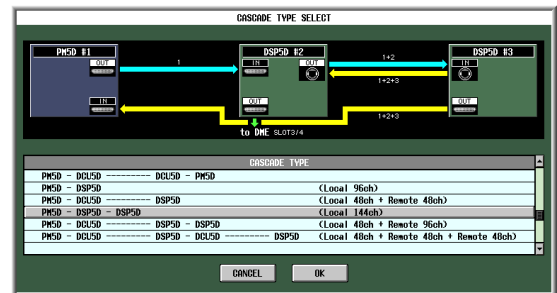 CASCADE TYPE SELECT
PM5D #1 DSP5D #2 DSP5D #3
OUT 1 IN OUT 1+2 IN
1+2+3
IN OUT 1+2+3 OUT
to DME SLOT3/4
CASCADE TYPE
PM5D - DCU5D --------- DCU5D - PM5D
PM5D - DSP5D (Local 96ch)
PM5D - DCU5D --------- DSP5D (Local 48ch + Remote 48ch)
PM5D - DSP5D - DSP5D (Local 144ch)
PM5D - DCU5D --------- DSP5D - DSP5D (Local 48ch + Remote 96ch)
PM5D - DCU5D --------- DSP5D - DCU5D --------- DSP5D (Local 48ch + Remote 48ch + Remote 48ch)
CANCEL OK